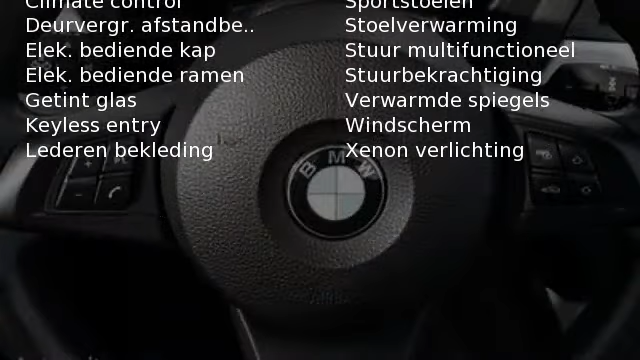 Climate control
Deurvergr. afstandbe..
Elek. bediende kap
Elek. bediende ramen
Getint glas
Keyless entry
Lederen bekleding
Sportstoelen
Stoelverwarming
Stuur multifunctioneel
Stuurbekrachtiging
Verwarmde spiegels
Windscherm
Xenon verlichting
BMW